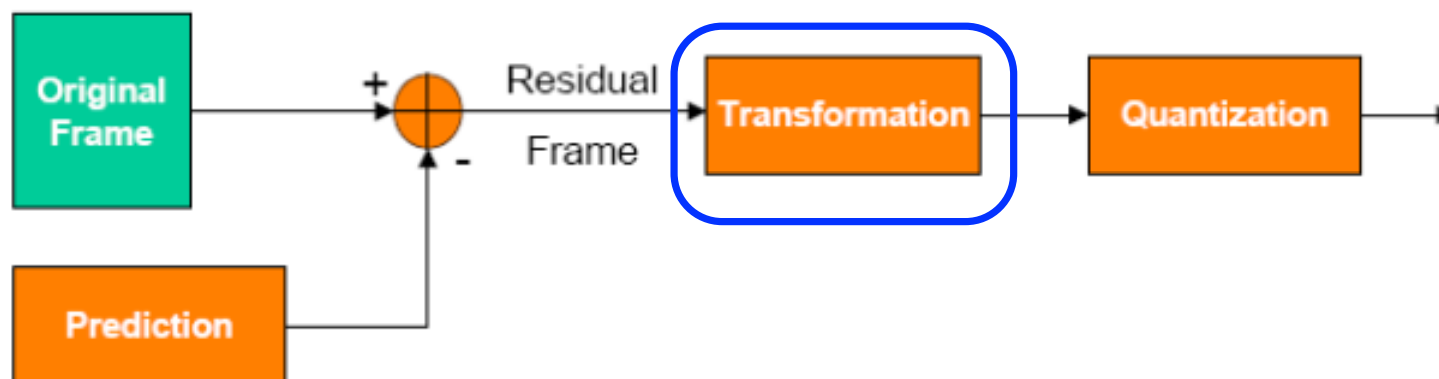 Original
Frame
+
-
Residual
Frame
Transformation
Quantization
Prediction